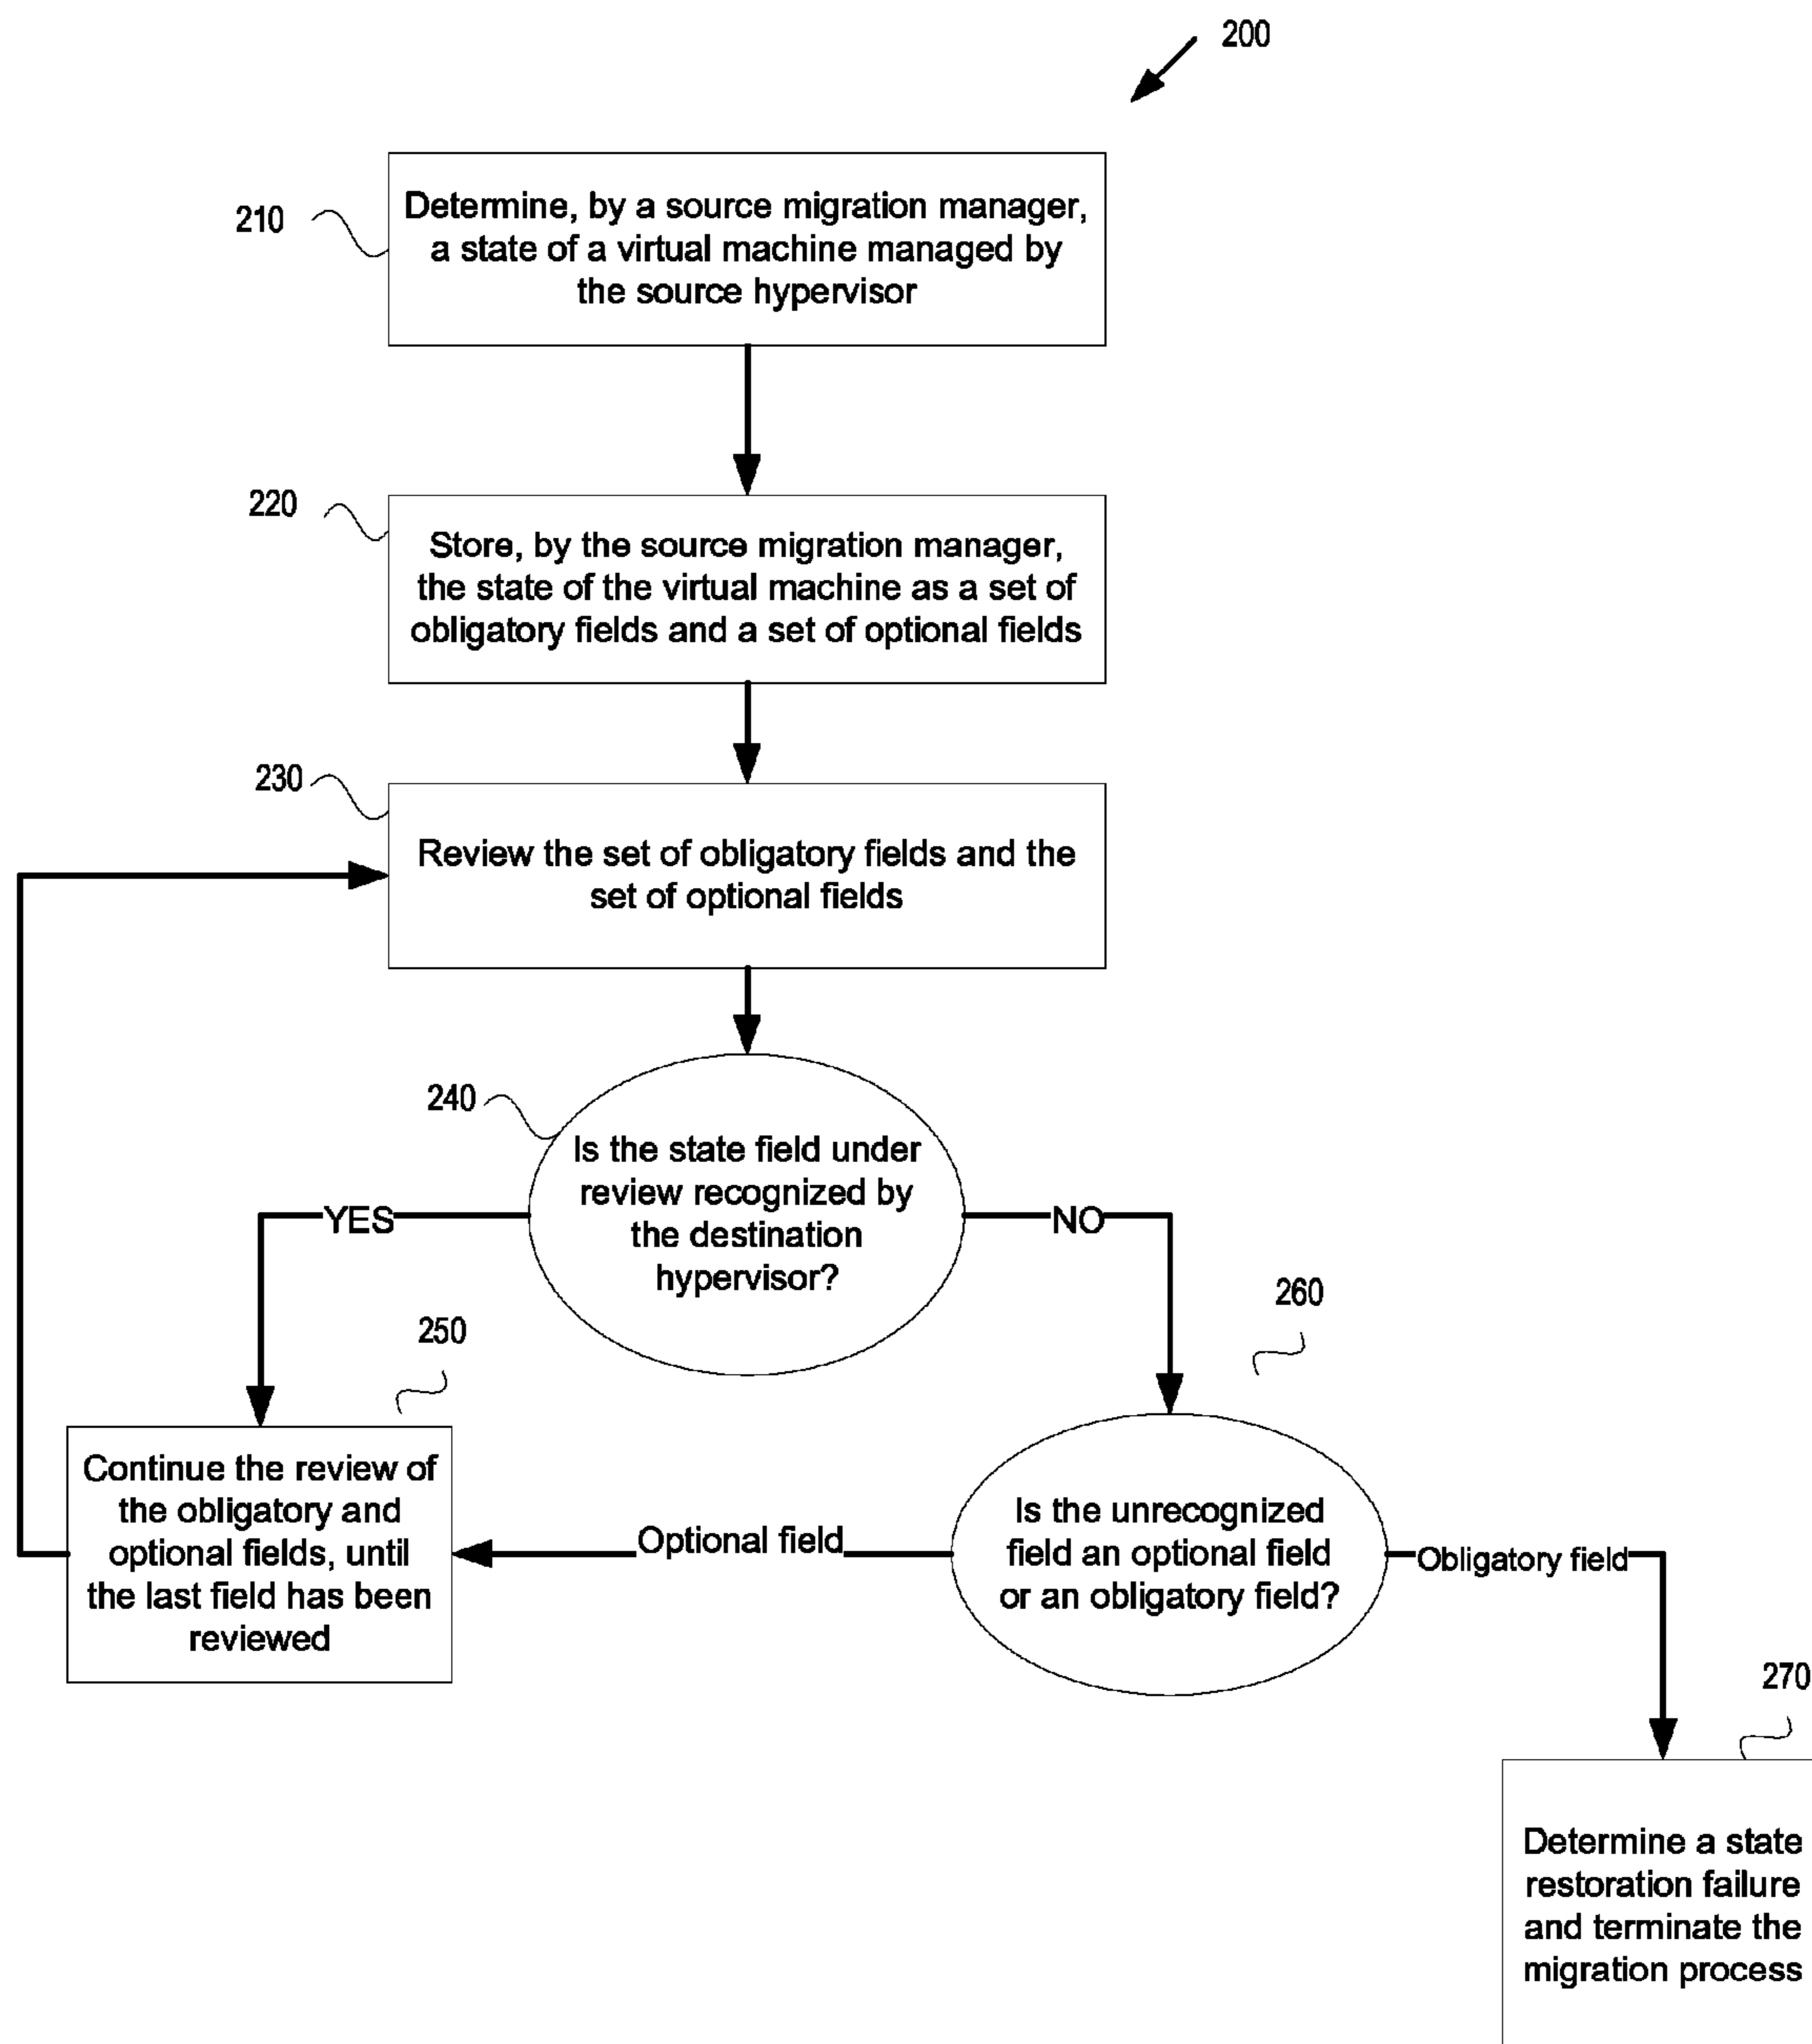 200
210
Determine, by a source migration manager,
a state of a virtual machine managed by
the source hypervisor
220
Store, by the source migration manager,
the state of the virtual machine as a set of
obligatory fields and a set of optional fields
230
Review the set of obligatory fields and the
set of optional fields
240
Is the state field under
review recognized by
the destination
hypervisor?
YES
NO
250
260
Continue the review of
the obligatory and
optional fields, until
the last field has been
reviewed
Optional field
Is the unrecognized
field an optional field
or an obligatory field?
Obligatory field
270
Determine a state
restoration failure
and terminate the
migration process